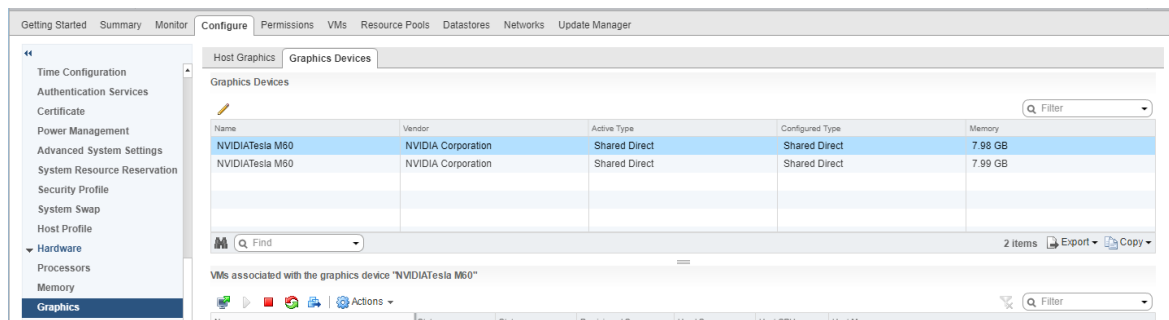 Getting Started Summary Monitor Configure Permissions VMs Resource Pools Datastores Networks Update Manager
Time Configuration
Authentication Services
Certificate
Power Management
Advanced System Settings
System Resource Reservation
Security Profile
System Swap
Host Profile
Hardware
Processors
Memory
Graphics
Host Graphics Graphics Devices
Graphics Devices
Filter
Name Vendor Active Type Configured Type Memory
NVIDIATesla M60 NVIDIA Corporation Shared Direct Shared Direct 7.98 GB
NVIDIATesla M60 NVIDIA Corporation Shared Direct Shared Direct 7.99 GB
Find 2 items Export Copy
VMs associated with the graphics device "NVIDIATesla M60"
Actions Filter